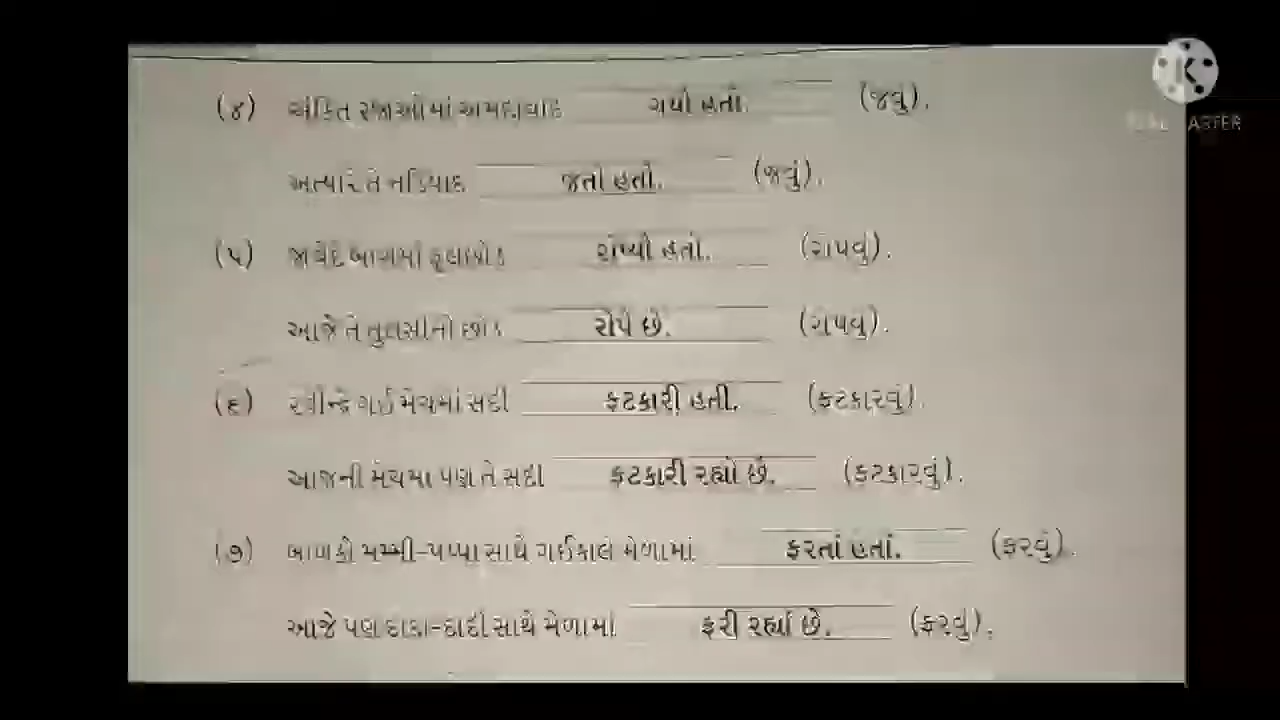 (૪) અંકિત રજાઓમાં અમદાવાદ ગયો હતો. (જવું).
અત્યારે તે નડિયાદ જતો હતો. (જવું).
(૫) જાવેદે બાગમાં ફૂલછોડ રોપ્યો હતો. (રોપવું).
આજે તે તુલસીનો છોડ રોપે છે. (રોપવું).
(૬) રવીન્દ્રે ગઈ મેચમાં સદી ફટકારી હતી. (ફટકારવું).
આજની મેચમાં પણ તે સદી ફટકારી રહ્યો છે. (ફટકારવું).
(૭) બાળકો મમ્મી-પપ્પા સાથે ગઈકાલે મેળામાં ફરતાં હતાં. (ફરવું).
આજે પણ દાદા-દાદી સાથે મેળામાં ફરી રહ્યાં છે. (ફરવું).